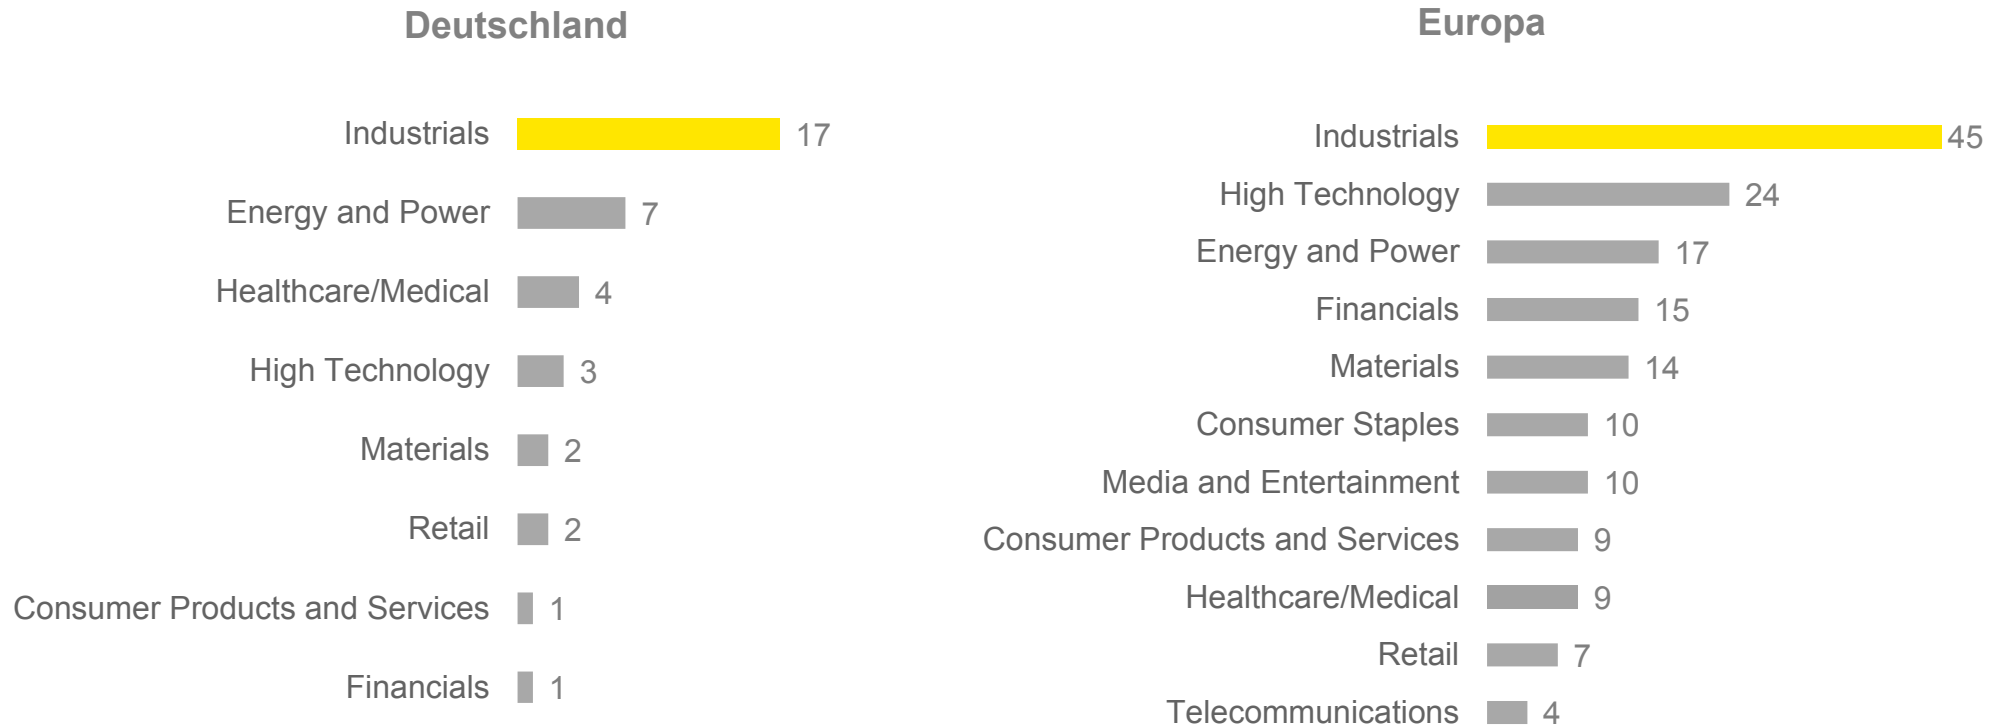 Deutschland
Industrials 17
Energy and Power 7
Healthcare/Medical 4
High Technology 3
Materials 2
Retail 2
Consumer Products and Services 1
Financials 1
Europa
Industrials 45
High Technology 24
Energy and Power 17
Financials 15
Materials 14
Consumer Staples 10
Media and Entertainment 10
Consumer Products and Services 9
Healthcare/Medical 9
Retail 7
Telecommunications 4